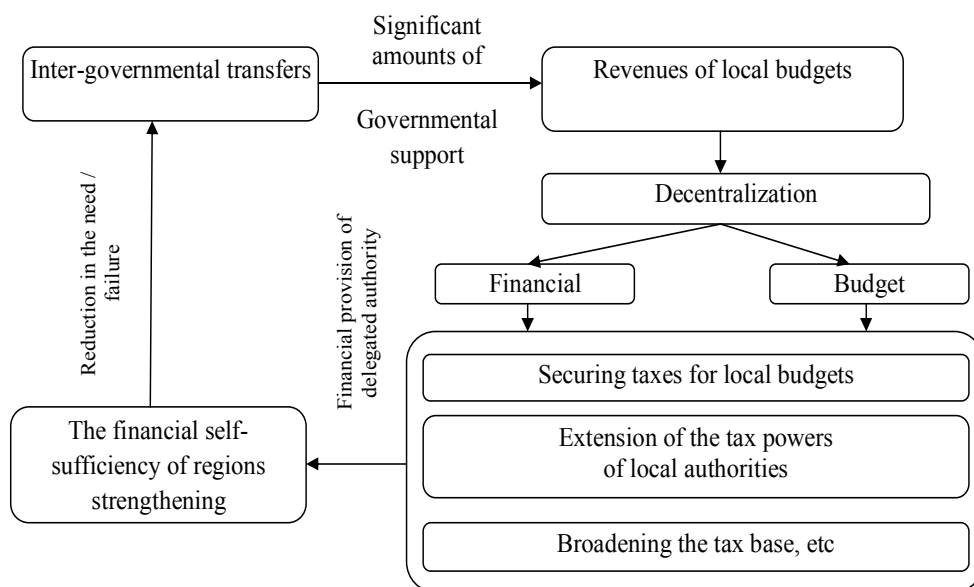 Inter-governmental transfers
Significant
amounts of
Governmental
support
Revenues of local budgets
Decentralization
Financial
Budget
Securing taxes for local budgets
Extension of the tax powers
of local authorities
Broadening the tax base, etc
Financial provision of
delegated authority
The financial self-
sufficiency of regions
strengthening
Reduction in the need /
failure